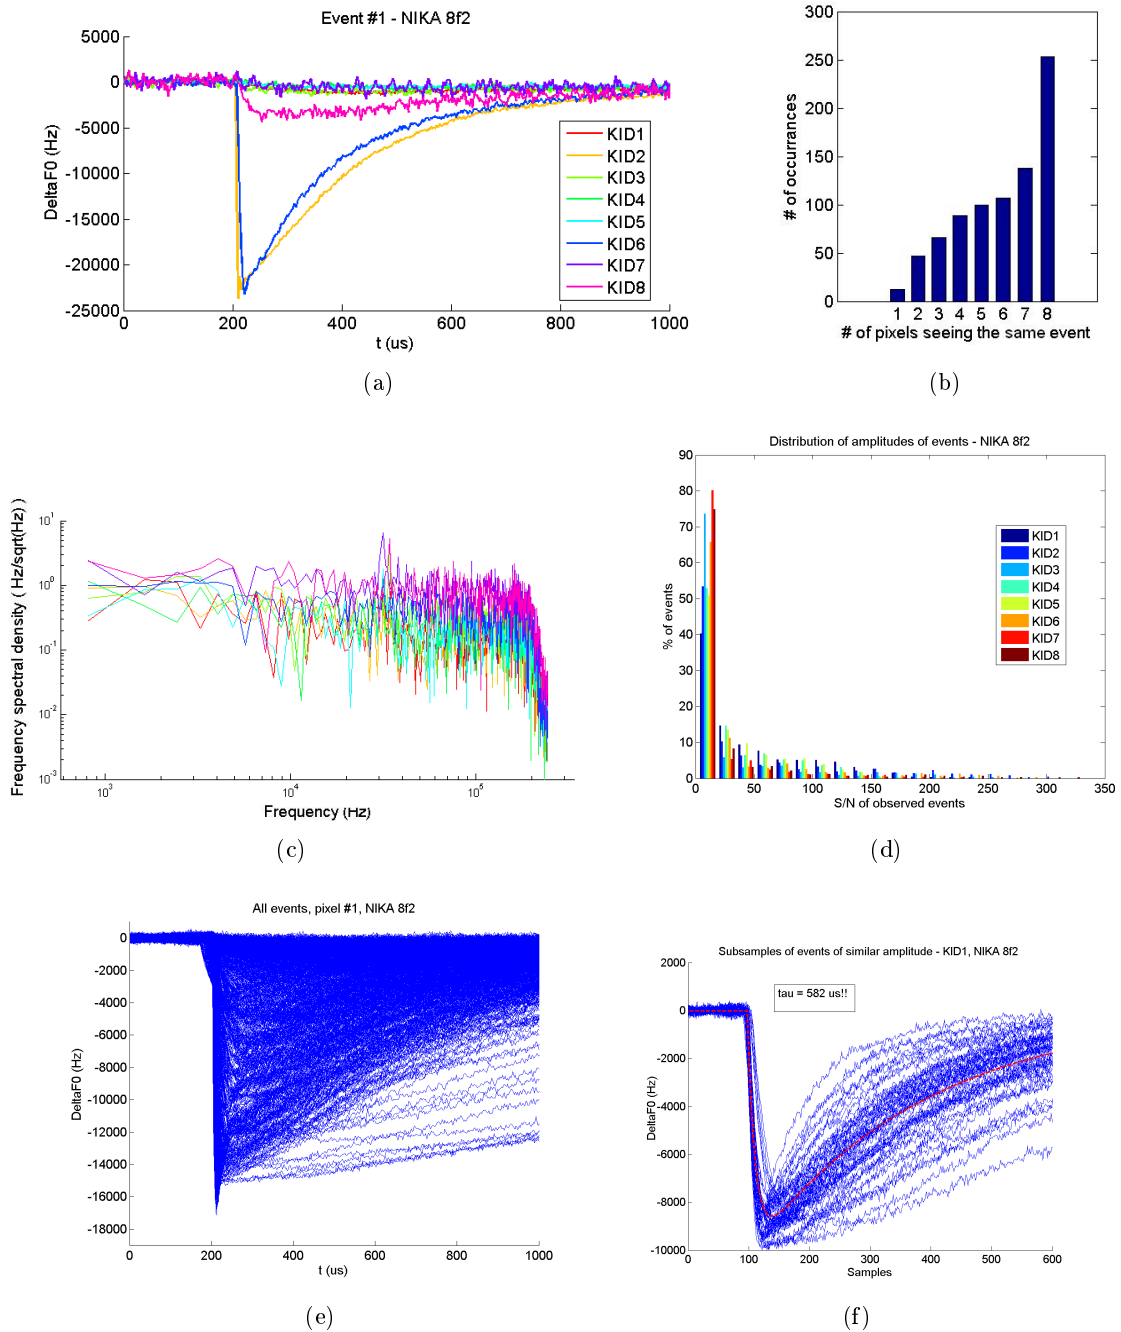 Event #1 - NIKA 8f2
5000
0
-5000
-10000
-15000
-20000
-25000
DeltaF0 (Hz)
0 200 400 600 800 1000
t (us)
KID1
KID2
KID3
KID4
KID5
KID6
KID7
KID8
(a)
300
250
200
150
100
50
0
# of occurrances
1 2 3 4 5 6 7 8
# of pixels seeing the same event
(b)
Frequency spectral density ( Hz/sqrt(Hz) )
10^1
10^0
10^-1
10^-2
10^-3
10^3 10^4 10^5
Frequency (Hz)
(c)
Distribution of amplitudes of events - NIKA 8f2
90
80
70
60
50
40
30
20
10
0
% of events
0 50 100 150 200 250 300 350
S/N of observed events
KID1
KID2
KID3
KID4
KID5
KID6
KID7
KID8
(d)
All events, pixel #1, NIKA 8f2
0
-2000
-4000
-6000
-8000
-10000
-12000
-14000
-16000
-18000
DeltaF0 (Hz)
0 200 400 600 800 1000
t (us)
(e)
Subsamples of events of similar amplitude - KID1, NIKA 8f2
2000
0
-2000
-4000
-6000
-8000
-10000
DeltaF0 (Hz)
tau = 582 us!!
0 100 200 300 400 500 600
Samples
(f)